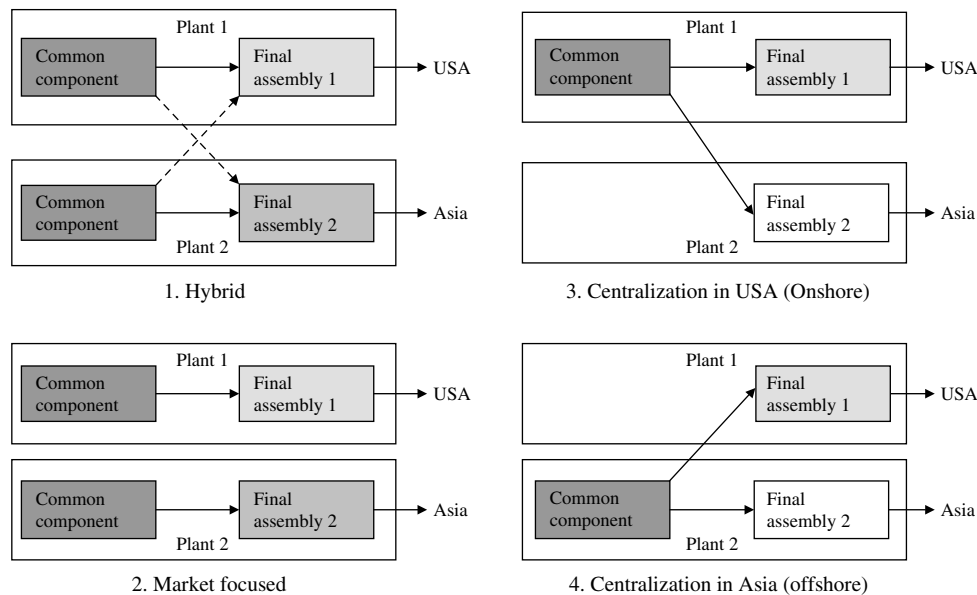 Plant 1
Common
component
Final
assembly 1
USA
Common
component
Final
assembly 2
Asia
Plant 2
1. Hybrid
Plant 1
Common
component
Final
assembly 1
USA
Final
assembly 2
Asia
Plant 2
3. Centralization in USA (Onshore)
Plant 1
Common
component
Final
assembly 1
USA
Common
component
Final
assembly 2
Asia
Plant 2
2. Market focused
Plant 1
Final
assembly 1
USA
Common
component
Final
assembly 2
Asia
Plant 2
4. Centralization in Asia (offshore)